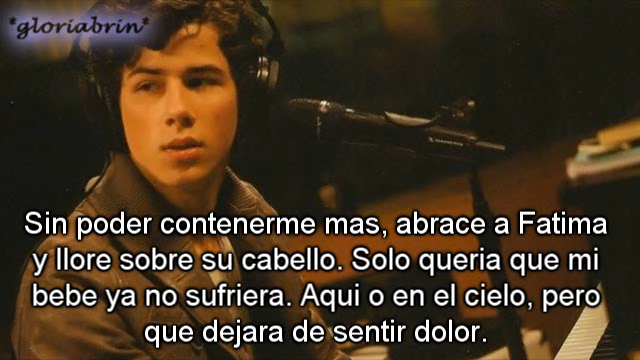 *gloriabrin*
SENNHEISER
Sin poder contenerme mas, abrace a Fatima
y llore sobre su cabello. Solo queria que mi
bebe ya no sufriera. Aqui o en el cielo, pero
que dejara de sentir dolor.